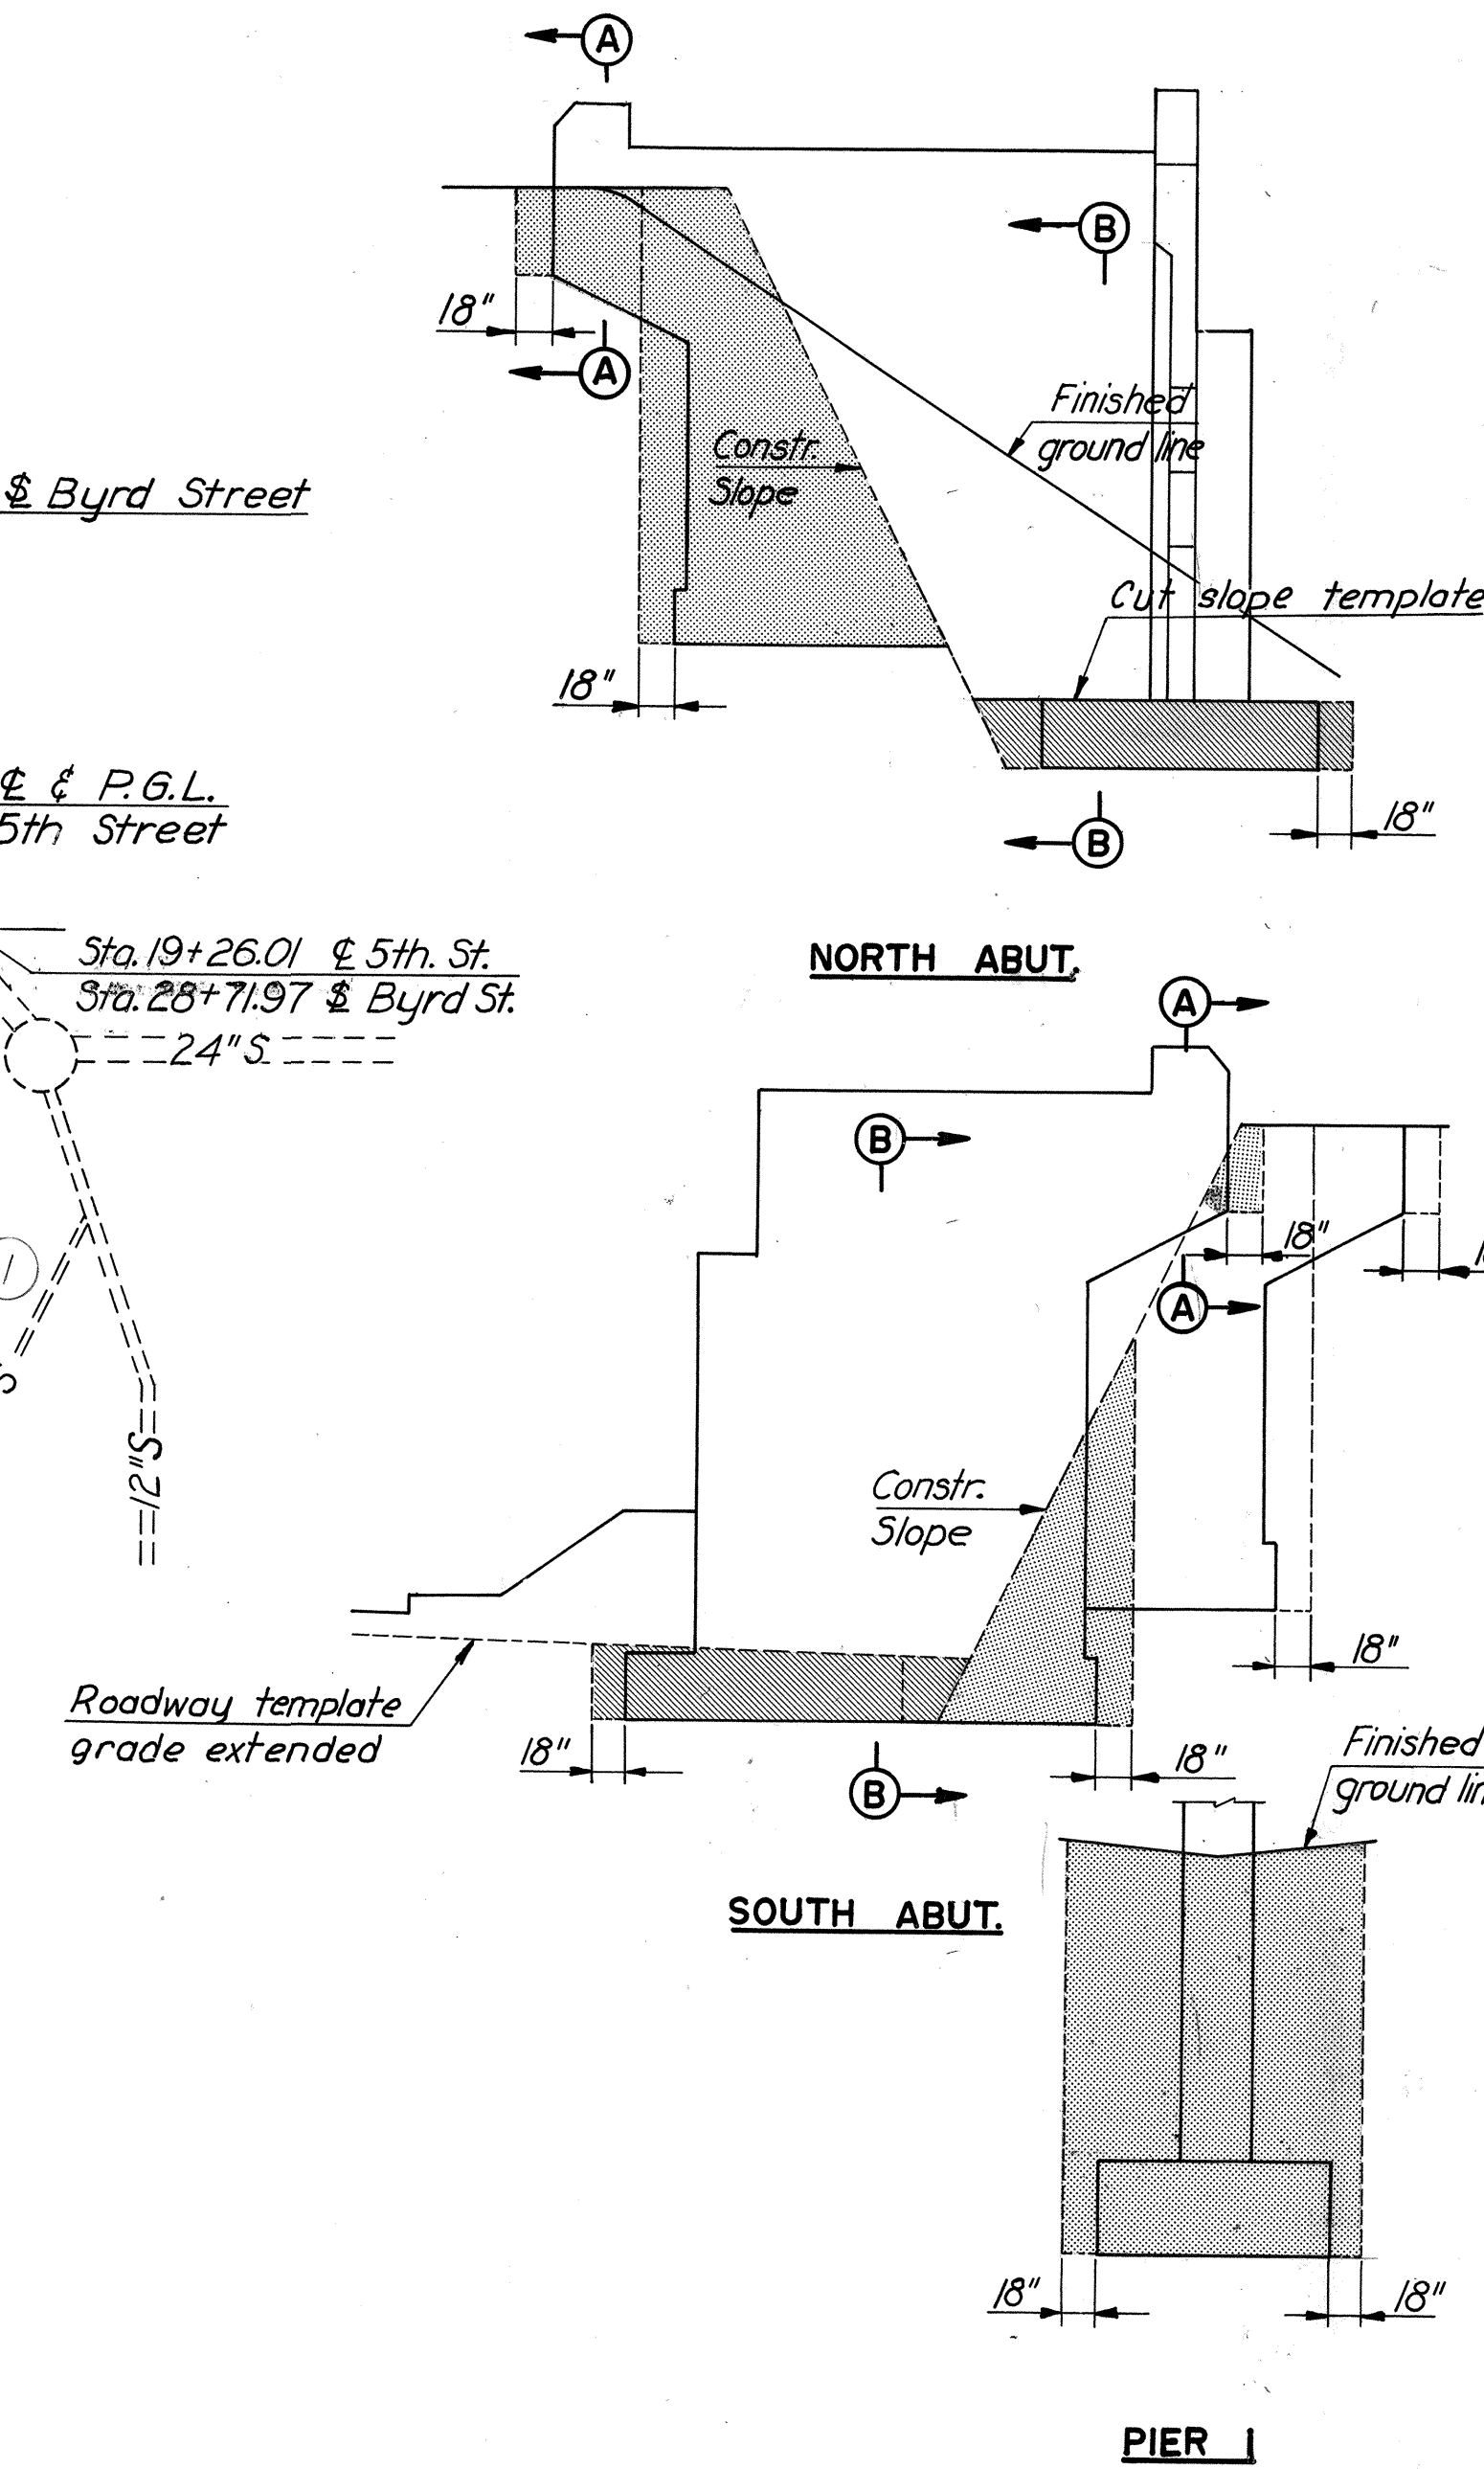 A
B
18"
A
Finished
ground line
Constr.
Slope
⅊ Byrd Street
Cut slope template
18"
℄ & P.G.L.
5th Street
18"
B
Sta. 19+26.01 ℄ 5th. St.
Sta. 28+71.97 ⅊ Byrd St.
NORTH ABUT.
24"S
A
B
18"
1
A
S
12"S
Constr.
Slope
18"
Roadway template
grade extended
18"
18"
B
Finished
ground
SOUTH ABUT.
18"
18"
PIER 1